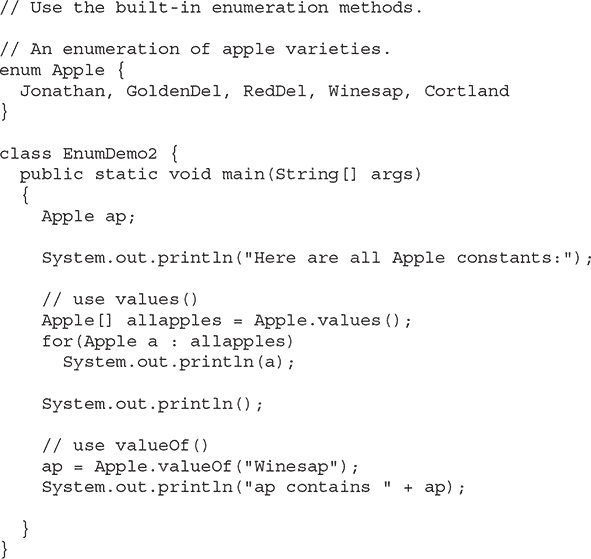 // Use the built-in enumeration methods.
// An enumeration of apple varieties.
enum Apple {
  Jonathan, GoldenDel, RedDel, Winesap, Cortland
}
class EnumDemo2 {
  public static void main(String[] args)
  {
    Apple ap;
    System.out.println("Here are all Apple constants:");
    // use values()
    Apple[] allapples = Apple.values();
    for(Apple a : allapples)
      System.out.println(a);
    System.out.println();
    // use valueOf()
    ap = Apple.valueOf("Winesap");
    System.out.println("ap contains " + ap);
  }
}